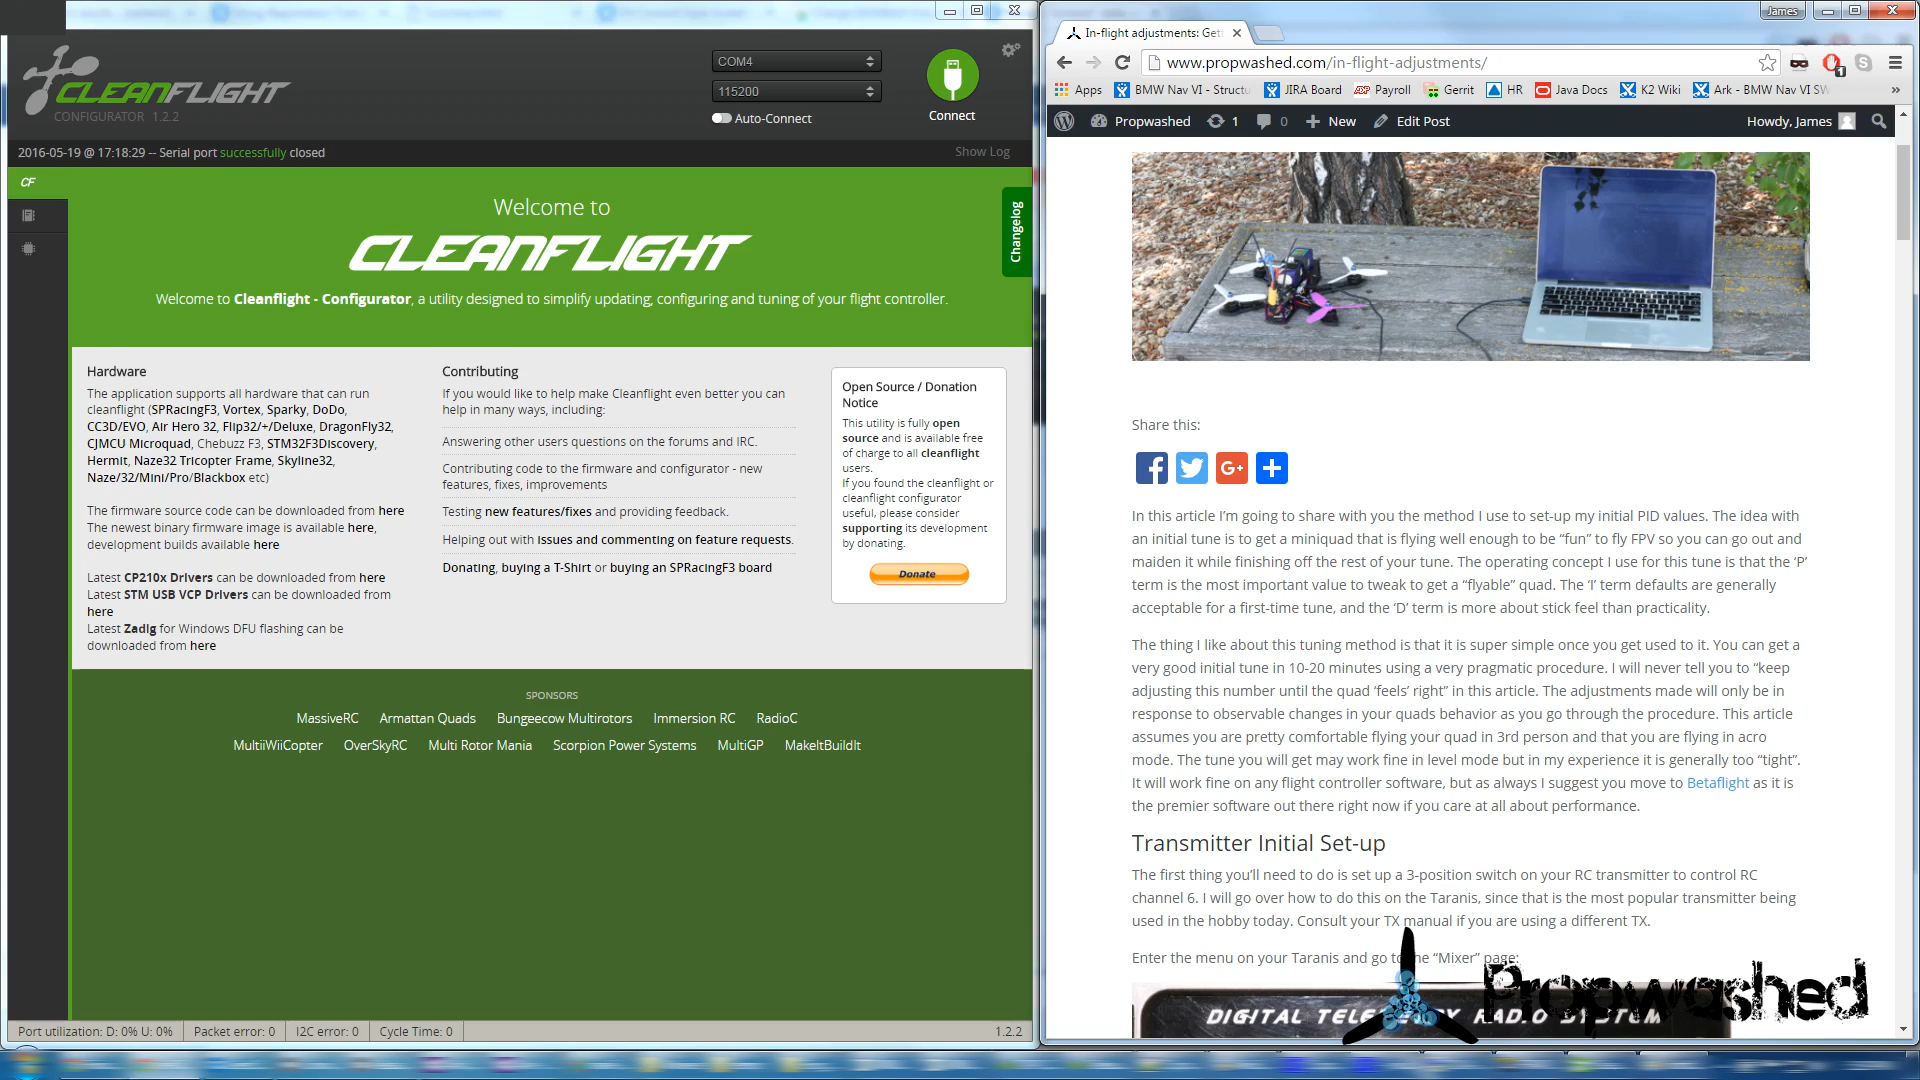 CLEANFLIGHT
CONFIGURATOR 1.2.2
COM4
115200
Auto-Connect
Connect
2016-05-19 @ 17:18:29 -- Serial port successfully closed
Show Log
CF
Welcome to
CLEANFLIGHT
Changelog
Welcome to Cleanflight - Configurator, a utility designed to simplify updating, configuring and tuning of your flight controller.
Hardware
The application supports all hardware that can run
cleanflight (SPRacingF3, Vortex, Sparky, DoDo,
CC3D/EVO, Air Hero 32, Flip32/+/Deluxe, DragonFly32,
CJMCU Microquad, Chebuzz F3, STM32F3Discovery,
Hermit, Naze32 Tricopter Frame, Skyline32,
Naze/32/Mini/Pro/Blackbox etc)
The firmware source code can be downloaded from here
The newest binary firmware image is available here,
development builds available here
Latest CP210x Drivers can be downloaded from here
Latest STM USB VCP Drivers can be downloaded from
here
Latest Zadig for Windows DFU flashing can be
downloaded from here
Contributing
If you would like to help make Cleanflight even better you can
help in many ways, including:
Answering other users questions on the forums and IRC.
Contributing code to the firmware and configurator - new
features, fixes, improvements
Testing new features/fixes and providing feedback.
Helping out with issues and commenting on feature requests.
Donating, buying a T-Shirt or buying an SPRacingF3 board
Open Source / Donation
Notice
This utility is fully open
source and is available free
of charge to all cleanflight
users.
If you found the cleanflight or
cleanflight configurator
useful, please consider
supporting its development
by donating.
Donate
SPONSORS
MassiveRC Armattan Quads Bungeecow Multirotors Immersion RC RadioC
MultiiWiiCopter OverSkyRC Multi Rotor Mania Scorpion Power Systems MultiGP MakeItBuildIt
Port utilization: D: 0% U: 0% Packet error: 0 I2C error: 0 Cycle Time: 0 1.2.2
James
In-flight adjustments: Get
www.propwashed.com/in-flight-adjustments/
1
Apps BMW Nav VI - Structu JIRA Board Payroll Gerrit HR Java Docs K2 Wiki Ark - BMW Nav VI SW »
Propwashed 1 0 New Edit Post Howdy, James
Share this:
In this article I'm going to share with you the method I use to set-up my initial PID values. The idea with
an initial tune is to get a miniquad that is flying well enough to be “fun” to fly FPV so you can go out and
maiden it while finishing off the rest of your tune. The operating concept I use for this tune is that the ‘P’
term is the most important value to tweak to get a “flyable” quad. The ‘I’ term defaults are generally
acceptable for a first-time tune, and the ‘D’ term is more about stick feel than practicality.
The thing I like about this tuning method is that it is super simple once you get used to it. You can get a
very good initial tune in 10-20 minutes using a very pragmatic procedure. I will never tell you to “keep
adjusting this number until the quad ‘feels’ right” in this article. The adjustments made will only be in
response to observable changes in your quads behavior as you go through the procedure. This article
assumes you are pretty comfortable flying your quad in 3rd person and that you are flying in acro
mode. The tune you will get may work fine in level mode but in my experience it is generally too “tight”.
It will work fine on any flight controller software, but as always I suggest you move to Betaflight as it is
the premier software out there right now if you care at all about performance.
Transmitter Initial Set-up
The first thing you'll need to do is set up a 3-position switch on your RC transmitter to control RC
channel 6. I will go over how to do this on the Taranis, since that is the most popular transmitter being
used in the hobby today. Consult your TX manual if you are using a different TX.
Enter the menu on your Taranis and go to the “Mixer” page:
Propwashed
DIGITAL TELEMETRY RADIO SYSTEM